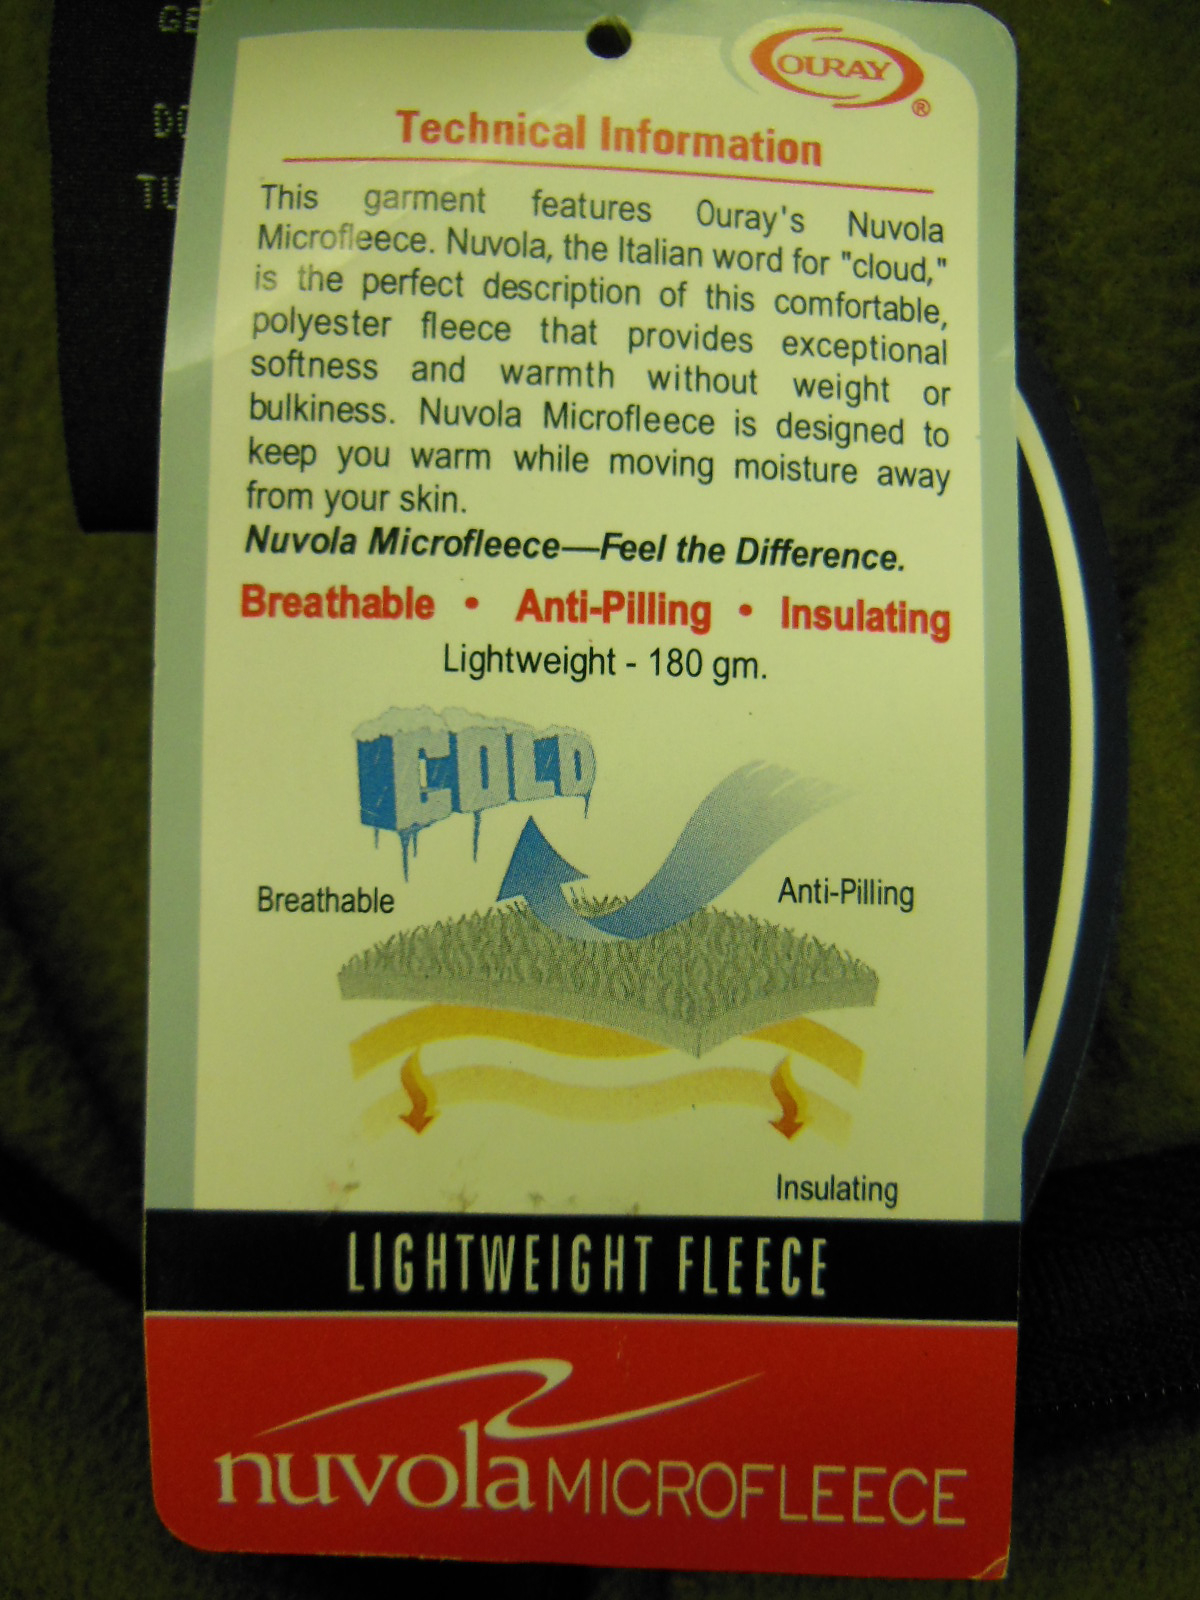 OURAY
®
Technical Information
This garment features Ouray's Nuvola
Microfleece. Nuvola, the Italian word for "cloud,"
is the perfect description of this comfortable,
polyester fleece that provides exceptional
softness and warmth without weight or
bulkiness. Nuvola Microfleece is designed to
keep you warm while moving moisture away
from your skin.
Nuvola Microfleece—Feel the Difference.
Breathable • Anti-Pilling • Insulating
Lightweight - 180 gm.
COLD
Breathable
Anti-Pilling
Insulating
LIGHTWEIGHT FLEECE
nuvola MICROFLEECE